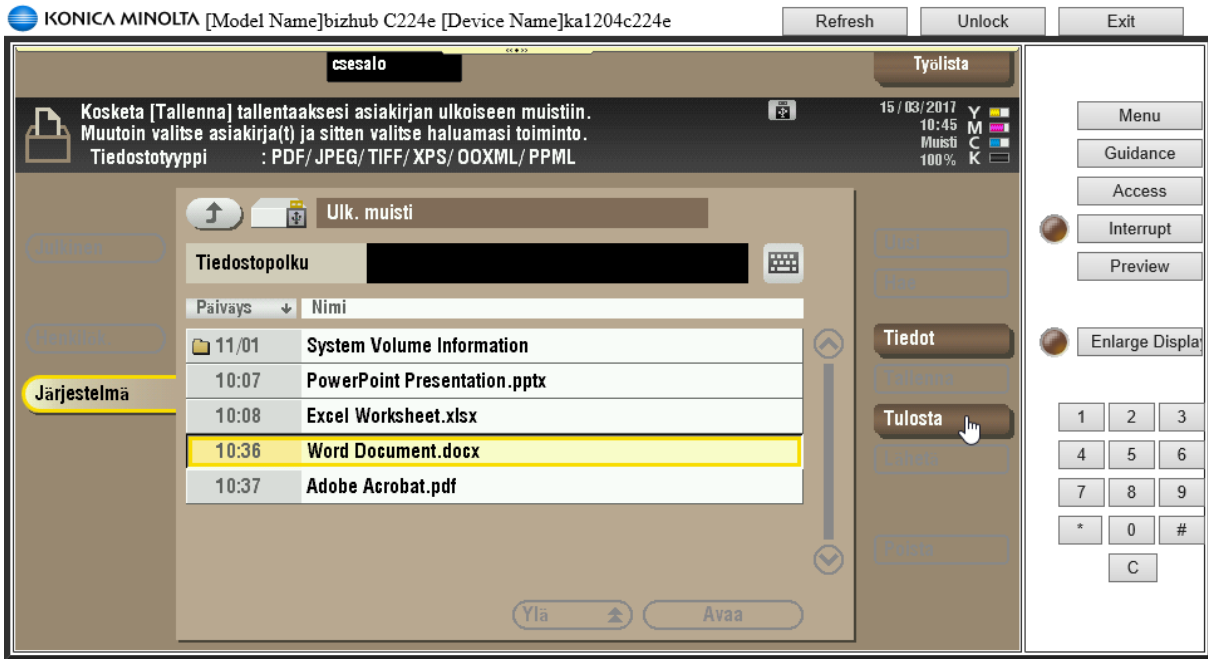 KONICA MINOLTA [Model Name]bizhub C224e [Device Name]ka1204c224e
Refresh
Unlock
Exit
csesalo
Työlista
Kosketa [Tallenna] tallentaaksesi asiakirjan ulkoiseen muistiin.
Muutoin valitse asiakirja(t) ja sitten valitse haluamasi toiminto.
Tiedostotyyppi : PDF/JPEG/TIFF/XPS/OOXML/PPML
15/03/2017
10:45
Muisti
100%
Y
M
C
K
Ulk. muisti
Tiedostopolku
Päiväys Nimi
11/01 System Volume Information
10:07 PowerPoint Presentation.pptx
10:08 Excel Worksheet.xlsx
10:36 Word Document.docx
10:37 Adobe Acrobat.pdf
Ylä
Avaa
Julkinen
Järjestelmä
Tiedot
Tallenna
Tulosta
Lähetä
Poista
Menu
Guidance
Access
Interrupt
Preview
Enlarge Display
1 2 3
4 5 6
7 8 9
* 0 #
C